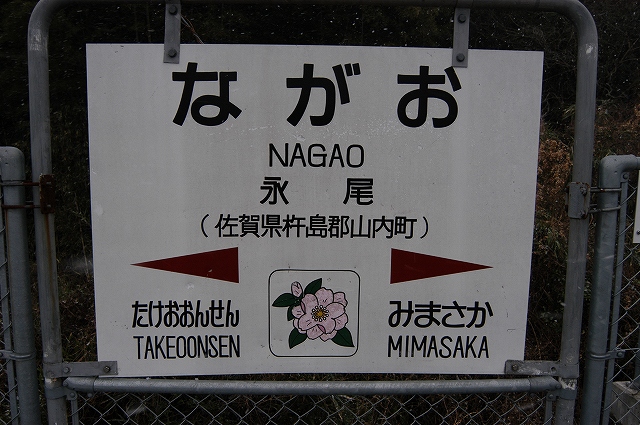 ながお
NAGAO
永尾
(佐賀県杵島郡山内町)
たけおおんせん みまさか
TAKEOONSEN MIMASAKA